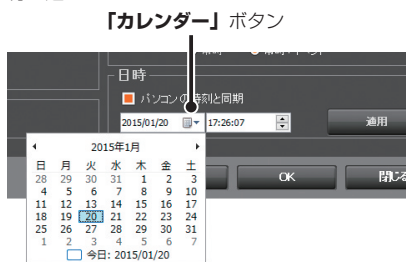 「カレンダー」ボタン
日時
パソコンの時刻と同期
2015/01/20 17:26:07 適用
2015年1月
日 月 火 水 木 金 土
28 29 30 31 1 2 3
4 5 6 7 8 9 10
11 12 13 14 15 16 17
18 19 20 21 22 23 24
25 26 27 28 29 30 31
1 2 3 4 5 6 7
今日: 2015/01/20
OK 閉じる